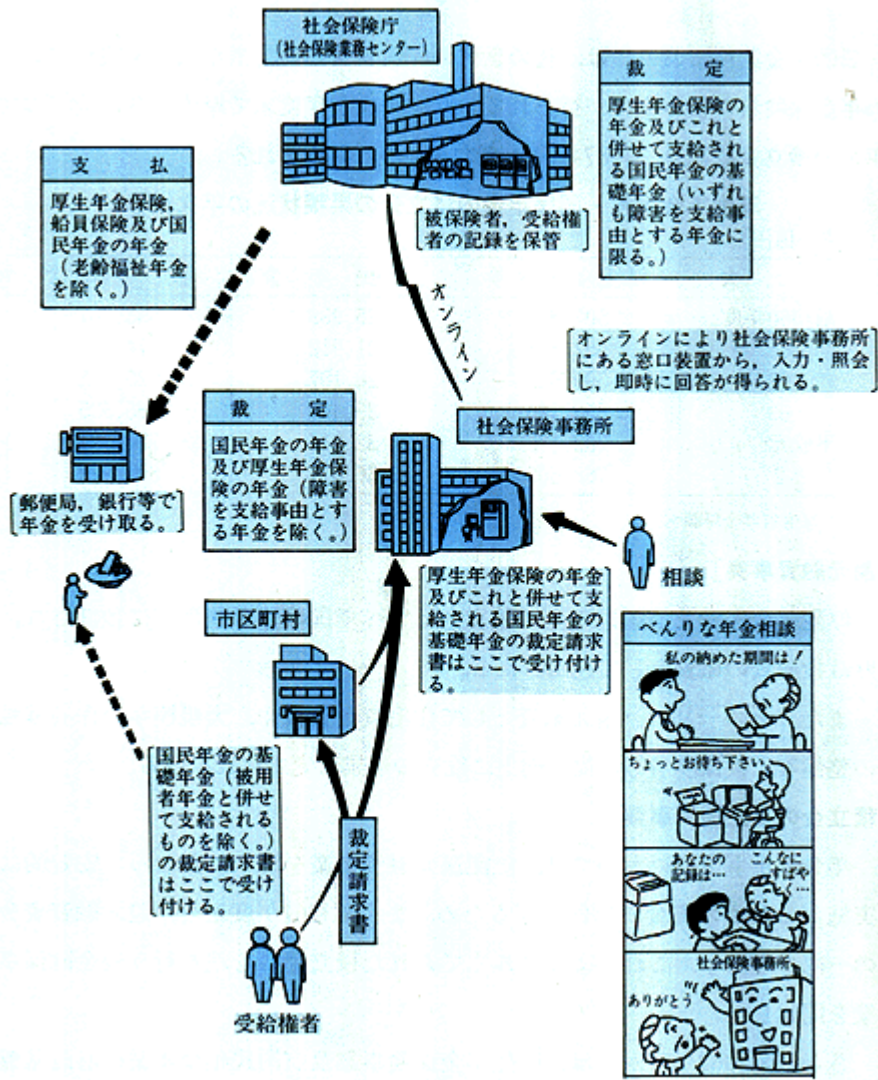 社会保険庁
(社会保険業務センター)
裁 定
厚生年金保険の
年金及びこれと
併せて支給され
る国民年金の基
礎年金(いずれ
も障害を支給事
由とする年金に
限る。)
支 払
厚生年金保険,
船員保険及び国
民年金の年金
(老齢福祉年金
を除く。)
被保険者,受給権
者の記録を保管
オンライン
オンラインにより社会保険事務所
にある窓口装置から,入力・照会
し,即時に回答が得られる。
裁 定
国民年金の年金
及び厚生年金保
険の年金(障害
を支給事由とす
る年金を除く。)
社会保険事務所
郵便局,銀行等で
年金を受け取る。
相談
厚生年金保険の年金
及びこれと併せて支
給される国民年金の
基礎年金の裁定請求
書はここで受け付け
る。
市区町村
国民年金の基
礎年金(被用
者年金と併せ
て支給される
ものを除く。)
の裁定請求書
はここで受け
付ける。
裁定請求書
受給権者
べんりな年金相談
私の納めた期間は!
ちょっとお待ち下さい。
あなたの
記録は…
こんなに
すばや
く…
社会保険事務所
ありがとう